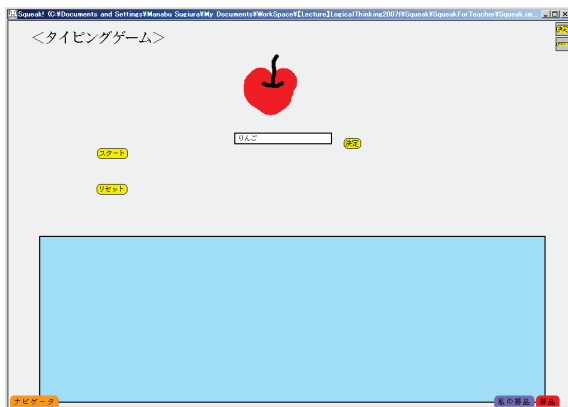 Squeak! (C:¥Documents and Settings¥Manabu Sugiura¥My Documents¥WorkSpace¥【Lecture】LogicalThinking2007f¥Squeak¥SqueakForTeacher¥Squeak.im...
＜タイピングゲーム＞
りんご
決定
スタート
リセット
ナビゲータ
私の部品
部品